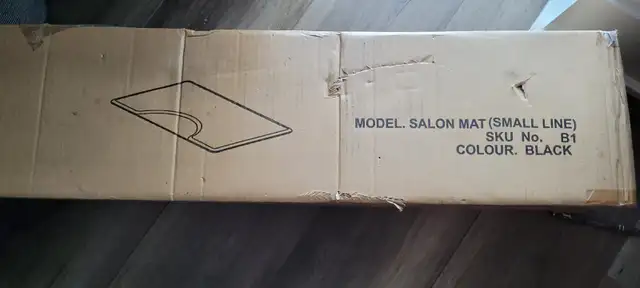 MODEL. SALON MAT (SMALL LINE)
SKU No. B1
COLOUR. BLACK